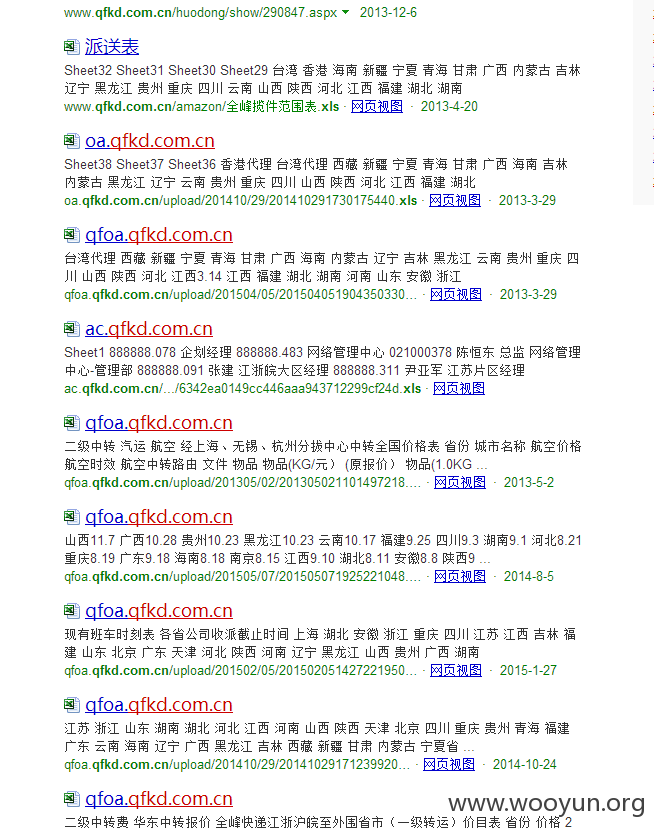 www.qfkd.com.cn/huodong/show/290847.aspx 2013-12-6
派送表
Sheet32 Sheet31 Sheet30 Sheet29 台湾 香港 海南 新疆 宁夏 青海 甘肃 广西 内蒙古 吉林
辽宁 黑龙江 贵州 重庆 四川 云南 山西 陕西 河北 江西 福建 湖北 湖南
www.qfkd.com.cn/amazon/全峰揽件范围表.xls · 网页视图 · 2013-4-20
oa.qfkd.com.cn
Sheet38 Sheet37 Sheet36 香港代理 台湾代理 西藏 新疆 宁夏 青海 甘肃 广西 海南 吉林
内蒙古 黑龙江 辽宁 云南 贵州 重庆 四川 山西 陕西 河北 江西 福建 湖北
oa.qfkd.com.cn/upload/201410/29/201410291730175440.xls · 网页视图 · 2013-3-29
qfoa.qfkd.com.cn
台湾代理 西藏 新疆 宁夏 青海 甘肃 广西 海南 内蒙古 辽宁 吉林 黑龙江 云南 贵州 重庆 四
川 山西 陕西 河北 江西3.14 江西 福建 湖北 湖南 河南 山东 安徽 浙江
qfoa.qfkd.com.cn/upload/201504/05/201504051904350330… · 网页视图 · 2013-3-29
ac.qfkd.com.cn
Sheet1 888888.078 企划经理 888888.483 网络管理中心 021000378 陈恒东 总监 网络管理
中心-管理部 888888.091 张建 江浙皖大区经理 888888.311 尹亚军 江苏片区经理
ac.qfkd.com.cn/…/6342ea0149cc446aaa943712299cf24d.xls · 网页视图
qfoa.qfkd.com.cn
二级中转 汽运 航空 经上海、无锡、杭州分拨中心中转全国价格表 省份 城市名称 航空价格
航空时效 航空中转路由 文件 物品 物品(KG/元） (原报价） 物品(1.0KG …
qfoa.qfkd.com.cn/upload/201305/02/201305021101497218.… · 网页视图 · 2013-5-2
qfoa.qfkd.com.cn
山西11.7 广西10.28 贵州10.23 黑龙江10.23 云南10.17 福建9.25 四川9.3 湖南9.1 河北8.21
重庆8.19 广东9.18 海南8.18 南京8.15 江西9.10 湖北8.11 安徽8.8 陕西9 …
qfoa.qfkd.com.cn/upload/201505/07/201505071925221048.… · 网页视图 · 2014-8-5
qfoa.qfkd.com.cn
现有班车时刻表 各省公司收派截止时间 上海 湖北 安徽 浙江 重庆 四川 江苏 江西 吉林 福
建 山东 北京 广东 天津 河北 陕西 河南 辽宁 黑龙江 山西 贵州 广西 湖南
qfoa.qfkd.com.cn/upload/201502/05/201502051427221950… · 网页视图 · 2015-1-27
qfoa.qfkd.com.cn
江苏 浙江 山东 湖南 湖北 河北 江西 河南 山西 陕西 天津 北京 四川 重庆 贵州 青海 福建
广东 云南 海南 辽宁 广西 黑龙江 吉林 西藏 新疆 甘肃 内蒙古 宁夏省 …
qfoa.qfkd.com.cn/upload/201410/29/20141029171239920… · 网页视图 · 2014-10-24
qfoa.qfkd.com.cn
二级中转费 华东中转报价 全峰快递江浙沪皖至外围省市（一级转运）价目表 省份 价格 2
www.wooyun.org